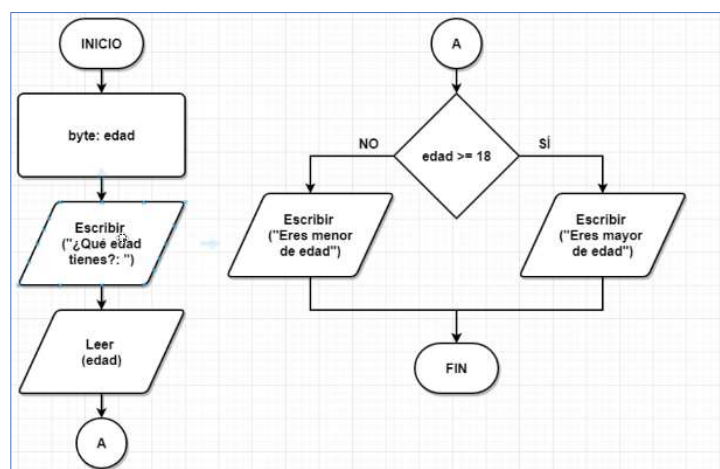 INICIO
byte: edad
Escribir
("¿Qué edad
tienes?: ")
Leer
(edad)
A
A
edad >= 18
NO
SÍ
Escribir
("Eres menor
de edad")
Escribir
("Eres mayor
de edad")
FIN